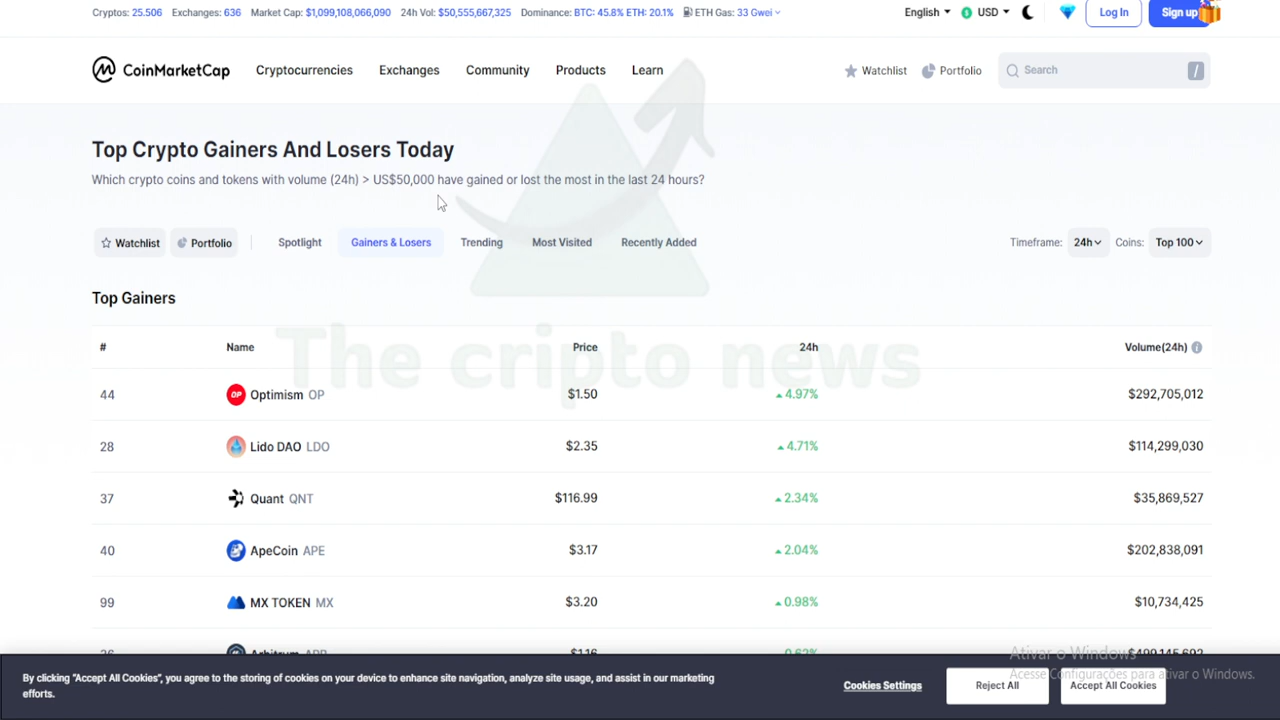 Cryptos: 25.506 Exchanges: 636 Market Cap: $1,099,108,066,090 24h Vol: $50,555,667,325 Dominance: BTC: 45.8% ETH: 20.1% ETH Gas: 33 Gwei English USD Log In Sign up
CoinMarketCap Cryptocurrencies Exchanges Community Products Learn Watchlist Portfolio Search /
Top Crypto Gainers And Losers Today
Which crypto coins and tokens with volume (24h) > US$50,000 have gained or lost the most in the last 24 hours?
Watchlist Portfolio Spotlight Gainers & Losers Trending Most Visited Recently Added Timeframe: 24h Coins: Top 100
Top Gainers
# Name Price 24h Volume(24h)
The cripto news
44 OP Optimism OP $1.50 4.97% $292,705,012
28 Lido DAO LDO $2.35 4.71% $114,299,030
37 Quant QNT $116.99 2.34% $35,869,527
40 ApeCoin APE $3.17 2.04% $202,838,091
99 MX TOKEN MX $3.20 0.98% $10,734,425
Arbitrum ARB
Ativar o Windows
Acesse Configurações para ativar o Windows.
By clicking “Accept All Cookies”, you agree to the storing of cookies on your device to enhance site navigation, analyze site usage, and assist in our marketing
efforts.
Cookies Settings Reject All Accept All Cookies